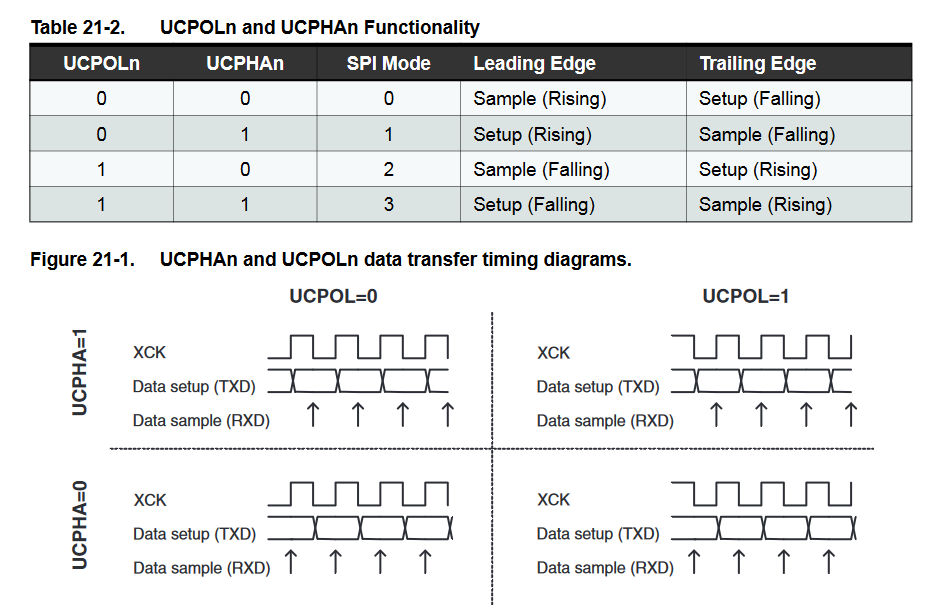 Table 21-2. UCPOLn and UCPHAn Functionality
UCPOLn UCPHAn SPI Mode Leading Edge Trailing Edge
0 0 0 Sample (Rising) Setup (Falling)
0 1 1 Setup (Rising) Sample (Falling)
1 0 2 Sample (Falling) Setup (Rising)
1 1 3 Setup (Falling) Sample (Rising)
Figure 21-1. UCPHAn and UCPOLn data transfer timing diagrams.
UCPOL=0 UCPOL=1
UCPHA=1
XCK XCK
Data setup (TXD) Data setup (TXD)
Data sample (RXD) Data sample (RXD)
UCPHA=0
XCK XCK
Data setup (TXD) Data setup (TXD)
Data sample (RXD) Data sample (RXD)